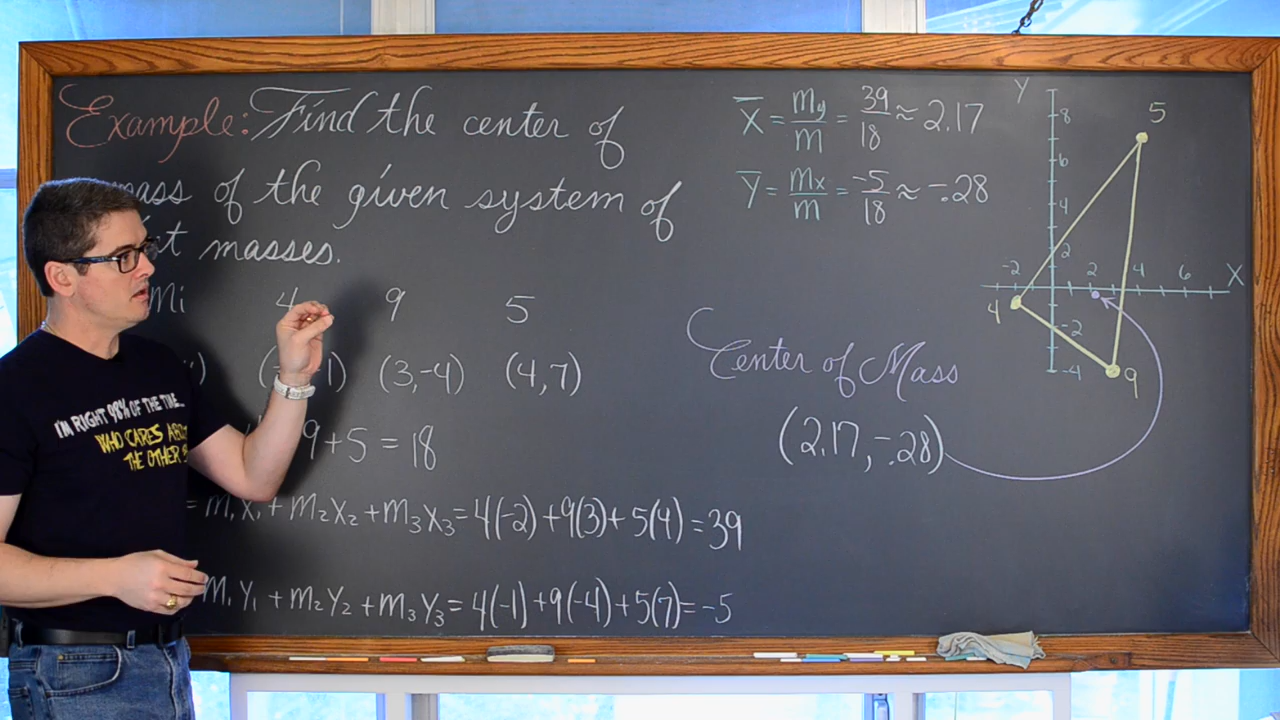 Example: Find the center of
mass of the given system of
masses.
mi 4 9 5
(3,-4) (4,7)
9+5=18
= m1x1+m2x2+m3x3=4(-2)+9(3)+5(4)=39
m1y1+m2y2+m3y3=4(-1)+9(-4)+5(7)=-5
x̅=my/m=39/18≈2.17
y̅=mx/m=-5/18≈-.28
Center of Mass
(2.17,-.28)
Y
8
6
4
2
-2 2 4 6 X
-2
-4
5
4
9
I'M RIGHT 98% OF THE TIME...
WHO CARES
THE OTHER